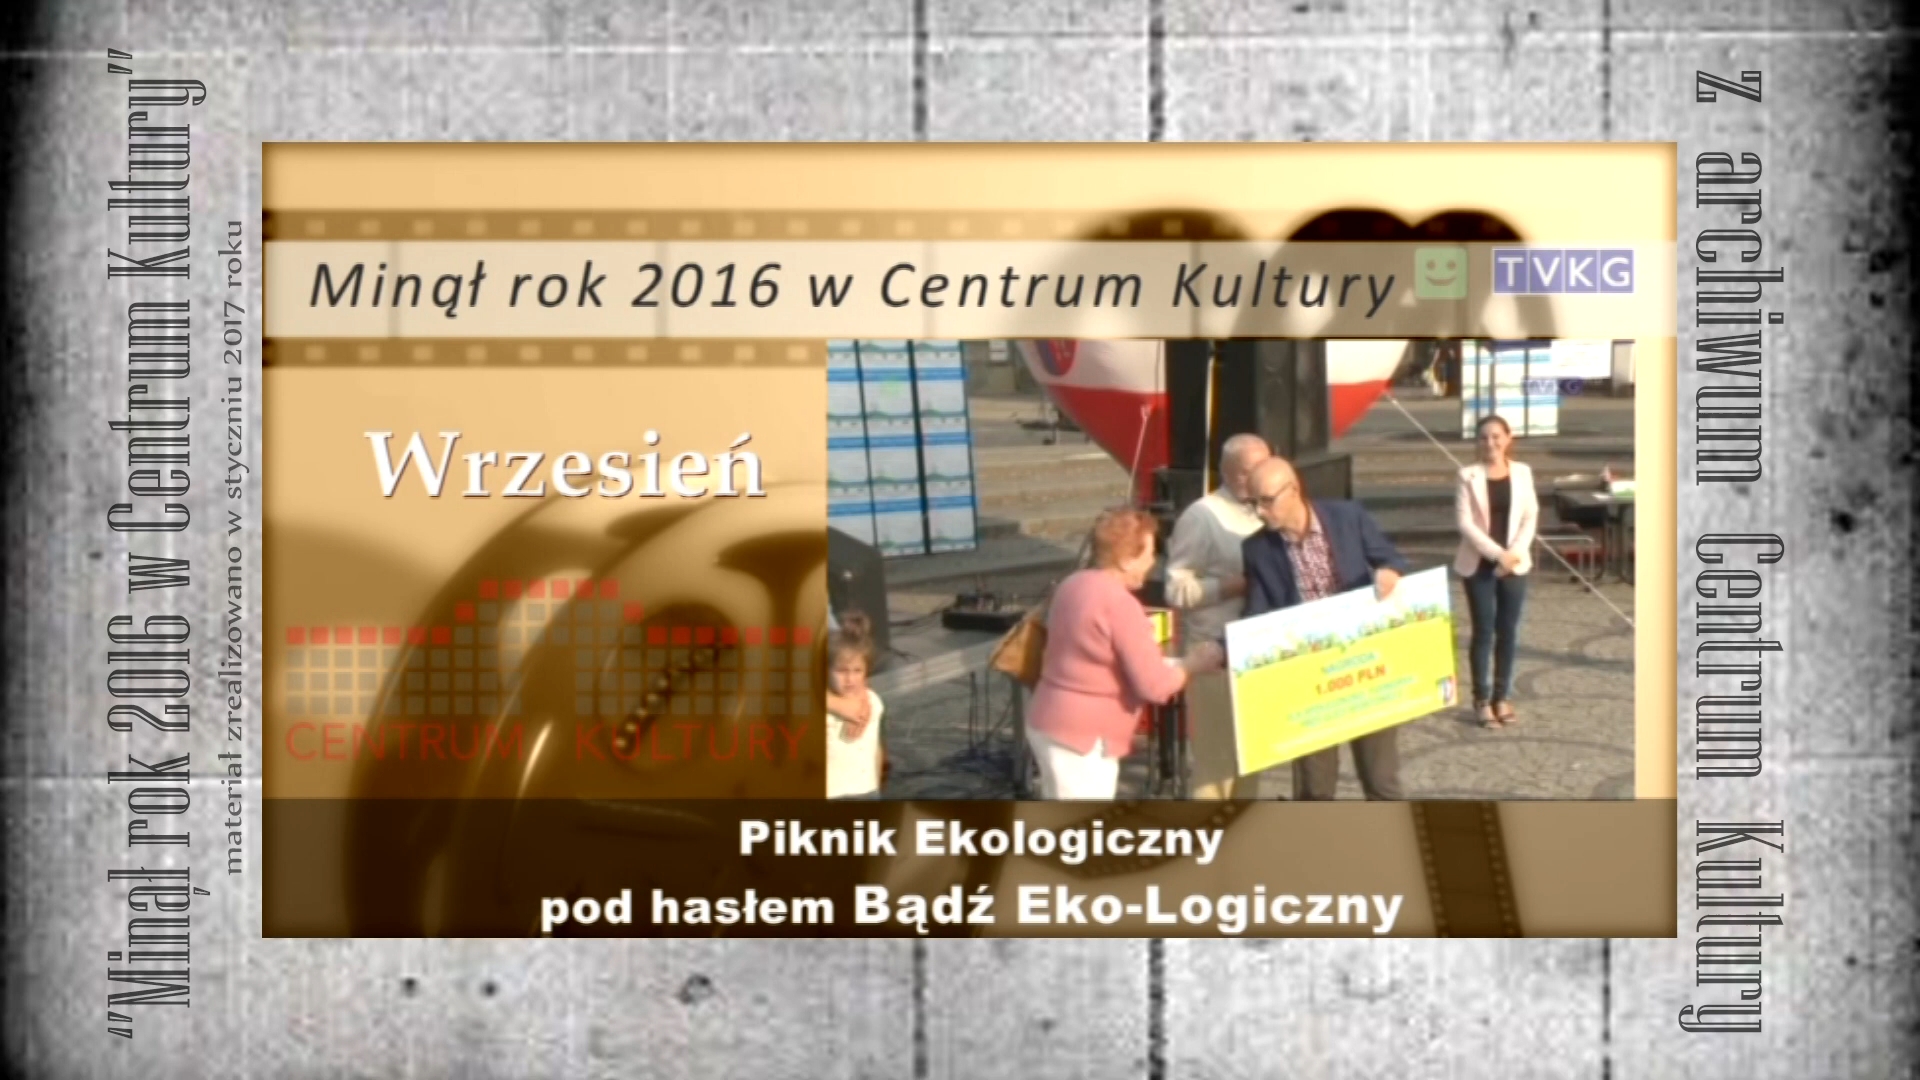 "Minął rok 2016 w Centrum Kultury"
materiał zrealizowano w styczniu 2017 roku
Minął rok 2016 w Centrum Kultury
TVKG
Wrzesień
CENTRUM KULTURY
NAGRODA:
1.000 PLN
Piknik Ekologiczny
pod hasłem Bądź Eko-Logiczny
Z archiwum Centrum Kultury